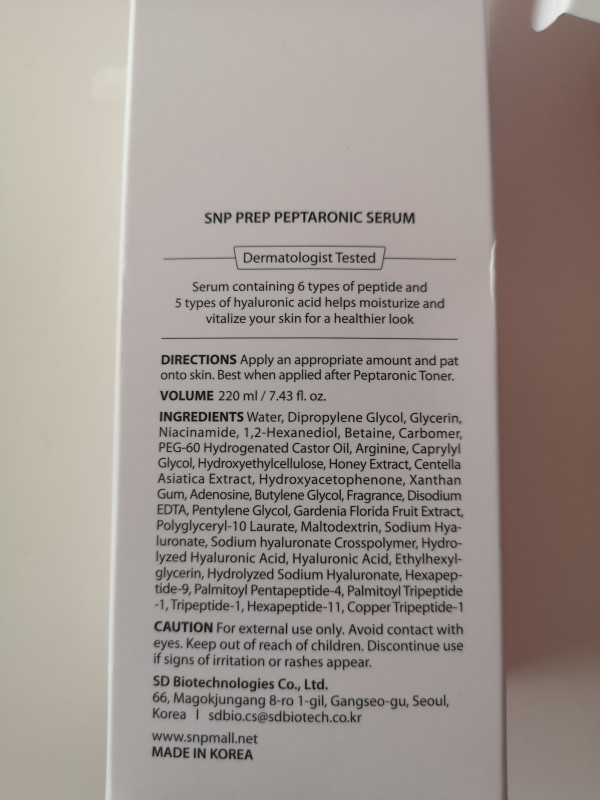 SNP PREP PEPTARONIC SERUM
Dermatologist Tested
Serum containing 6 types of peptide and
5 types of hyaluronic acid helps moisturize and
vitalize your skin for a healthier look
DIRECTIONS Apply an appropriate amount and pat
onto skin. Best when applied after Peptaronic Toner.
VOLUME 220 ml / 7.43 fl. oz.
INGREDIENTS Water, Dipropylene Glycol, Glycerin,
Niacinamide, 1,2-Hexanediol, Betaine, Carbomer,
PEG-60 Hydrogenated Castor Oil, Arginine, Caprylyl
Glycol, Hydroxyethylcellulose, Honey Extract, Centella
Asiatica Extract, Hydroxyacetophenone, Xanthan
Gum, Adenosine, Butylene Glycol, Fragrance, Disodium
EDTA, Pentylene Glycol, Gardenia Florida Fruit Extract,
Polyglyceryl-10 Laurate, Maltodextrin, Sodium Hya-
luronate, Sodium hyaluronate Crosspolymer, Hydro-
lyzed Hyaluronic Acid, Hyaluronic Acid, Ethylhexyl-
glycerin, Hydrolyzed Sodium Hyaluronate, Hexapep-
tide-9, Palmitoyl Pentapeptide-4, Palmitoyl Tripeptide
-1, Tripeptide-1, Hexapeptide-11, Copper Tripeptide-1
CAUTION For external use only. Avoid contact with
eyes. Keep out of reach of children. Discontinue use
if signs of irritation or rashes appear.
SD Biotechnologies Co., Ltd.
66, Magokjungang 8-ro 1-gil, Gangseo-gu, Seoul,
Korea | sdbio.cs@sdbiotech.co.kr
www.snpmall.net
MADE IN KOREA